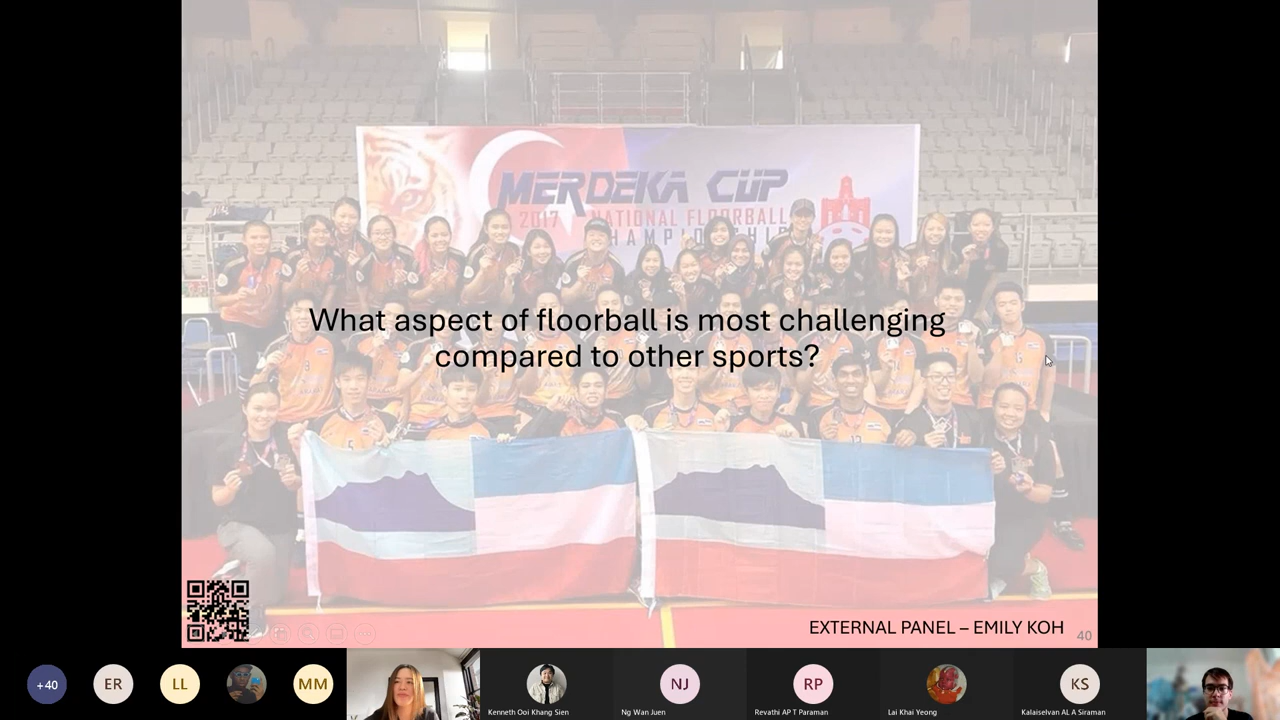 MERDEKA CUP
2017 NATIONAL FLOORBALL
CHAMPIONSHIP
What aspect of floorball is most challenging
compared to other sports?
EXTERNAL PANEL – EMILY KOH
40
+40
ER
LL
MM
Kenneth Ooi Khang Sien
NJ
Ng Wan Juen
RP
Revathi AP T Paraman
Lai Khai Yeong
KS
Kalaiselvan AL A Siraman